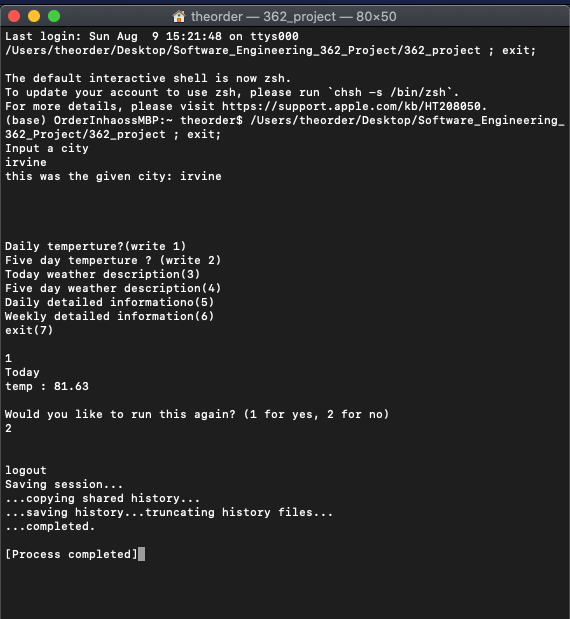 theorder — 362_project — 80×50
Last login: Sun Aug  9 15:21:48 on ttys000
/Users/theorder/Desktop/Software_Engineering_362_Project/362_project ; exit;
The default interactive shell is now zsh.
To update your account to use zsh, please run `chsh -s /bin/zsh`.
For more details, please visit https://support.apple.com/kb/HT208050.
(base) OrderInhaossMBP:~ theorder$ /Users/theorder/Desktop/Software_Engineering_
362_Project/362_project ; exit;
Input a city
irvine
this was the given city: irvine
Daily temperture?(write 1)
Five day temperture ? (write 2)
Today weather description(3)
Five day weather description(4)
Daily detailed informationo(5)
Weekly detailed information(6)
exit(7)
1
Today
temp : 81.63
Would you like to run this again? (1 for yes, 2 for no)
2
logout
Saving session...
...copying shared history...
...saving history...truncating history files...
...completed.
[Process completed]